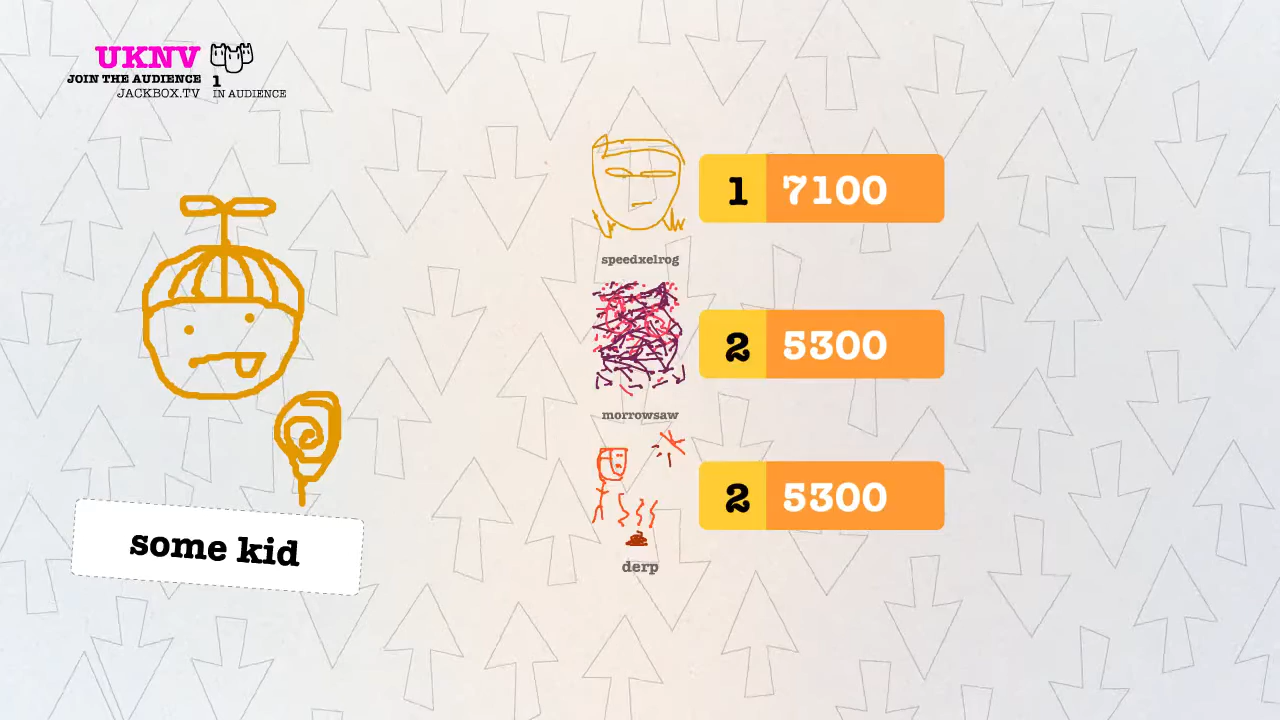 UKNV
JOIN THE AUDIENCE
JACKBOX.TV
1
IN AUDIENCE
some kid
1 7100
speedxelrog
2 5300
morrowsaw
2 5300
derp